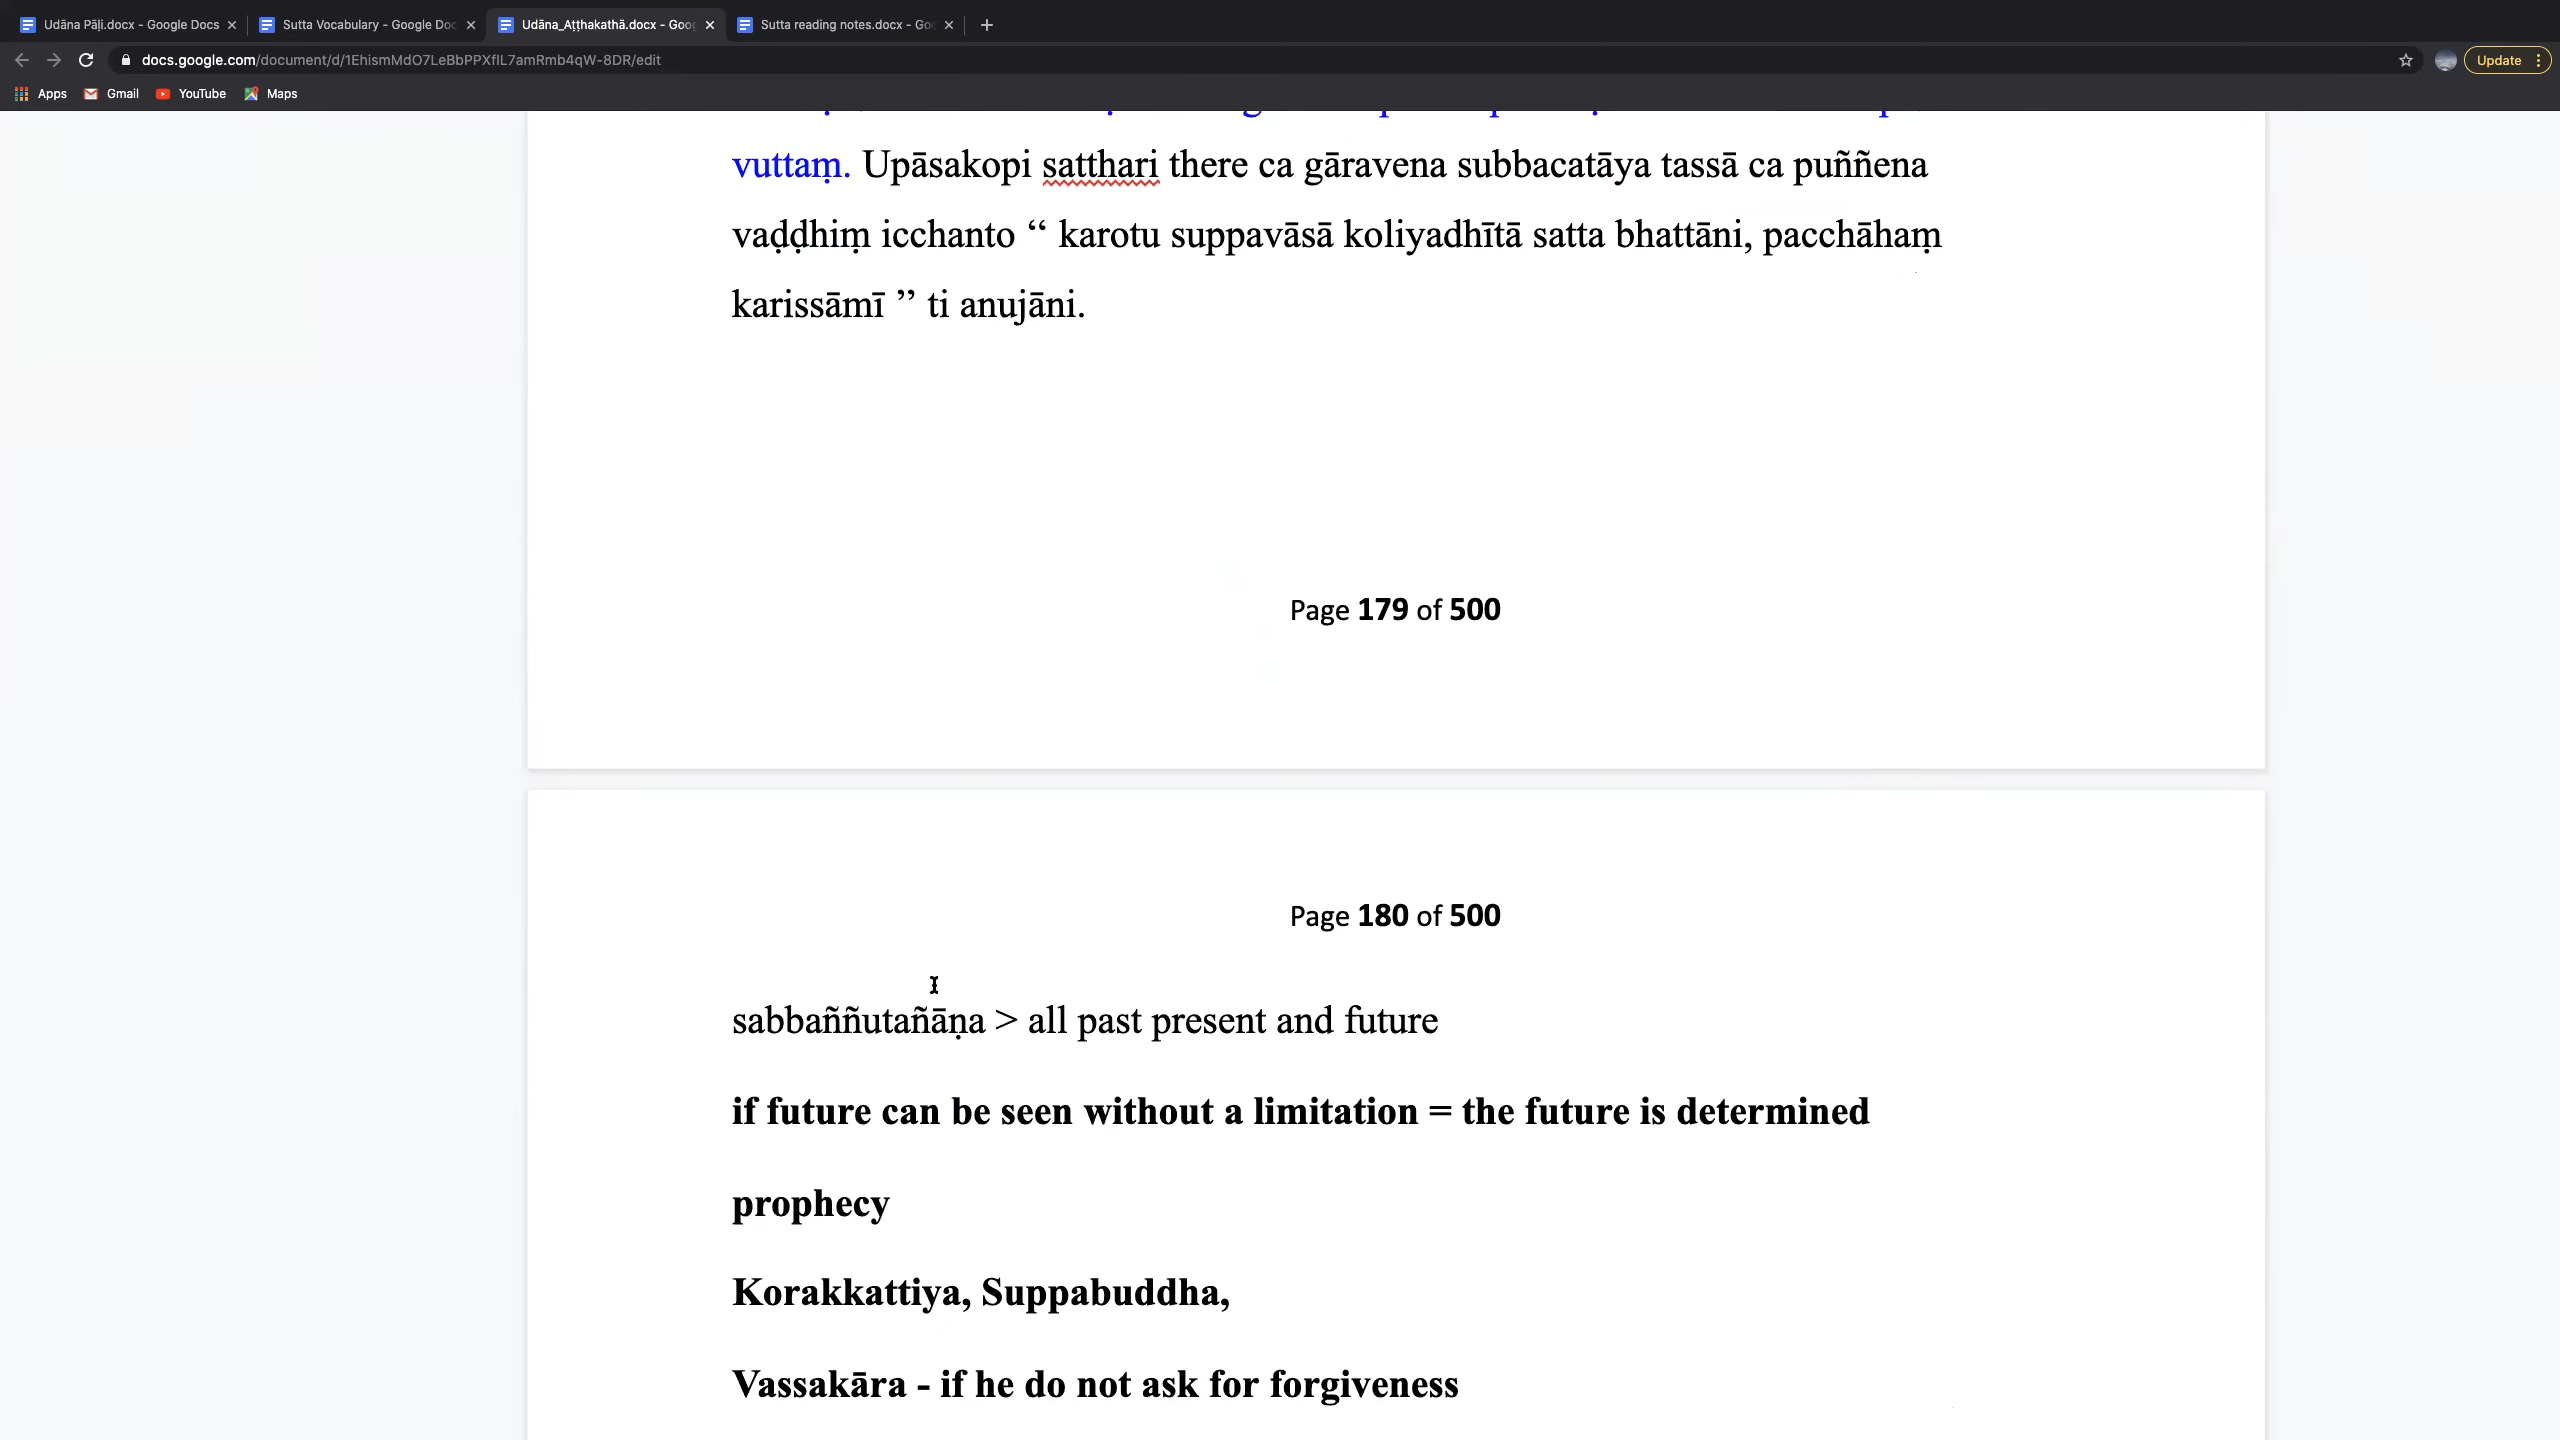 Udāna Pāḷi.docx - Google Docs
Sutta Vocabulary - Google Doc
Udāna_Aṭṭhakathā.docx - Goog
Sutta reading notes.docx - Go
docs.google.com/document/d/1EhismMdO7LeBbPPXflL7amRmb4qW-8DR/edit
Update
Apps
Gmail
YouTube
Maps
vuttaṃ. Upāsakopi satthari there ca gāravena subbacatāya tassā ca puññena
vaḍḍhiṃ icchanto “ karotu suppavāsā koliyadhītā satta bhattāni, pacchāhaṃ
karissāmī ” ti anujāni.
Page 179 of 500
Page 180 of 500
sabbaññutañāṇa > all past present and future
if future can be seen without a limitation = the future is determined
prophecy
Korakkattiya, Suppabuddha,
Vassakāra - if he do not ask for forgiveness